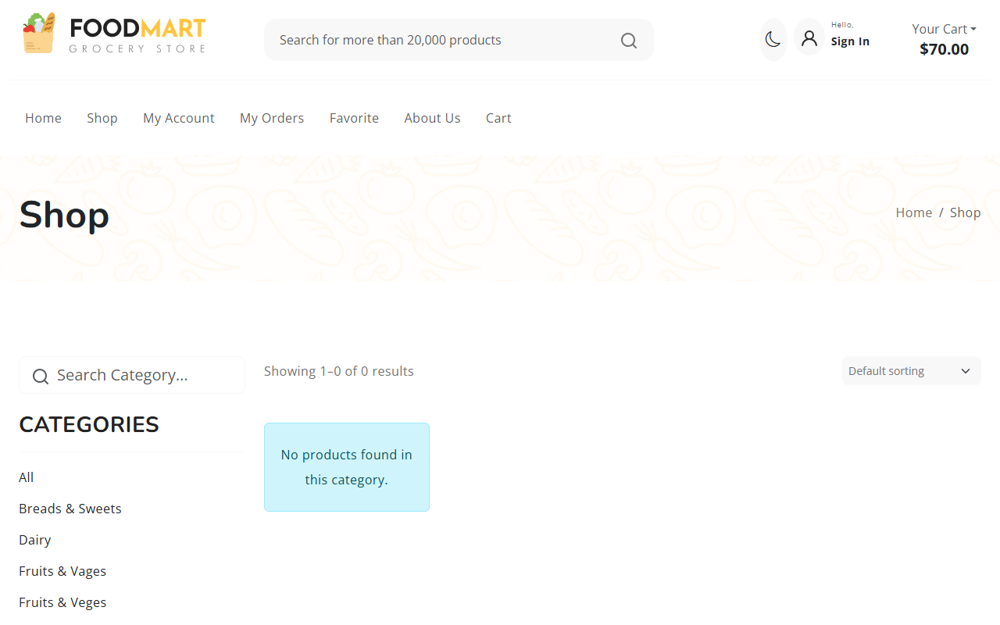 FOODMART
GROCERY STORE
Search for more than 20,000 products
Hello,
Sign In
Your Cart
$70.00
Home
Shop
My Account
My Orders
Favorite
About Us
Cart
Shop
Home / Shop
Search Category...
Showing 1–0 of 0 results
Default sorting
CATEGORIES
No products found in
this category.
All
Breads & Sweets
Dairy
Fruits & Vages
Fruits & Veges